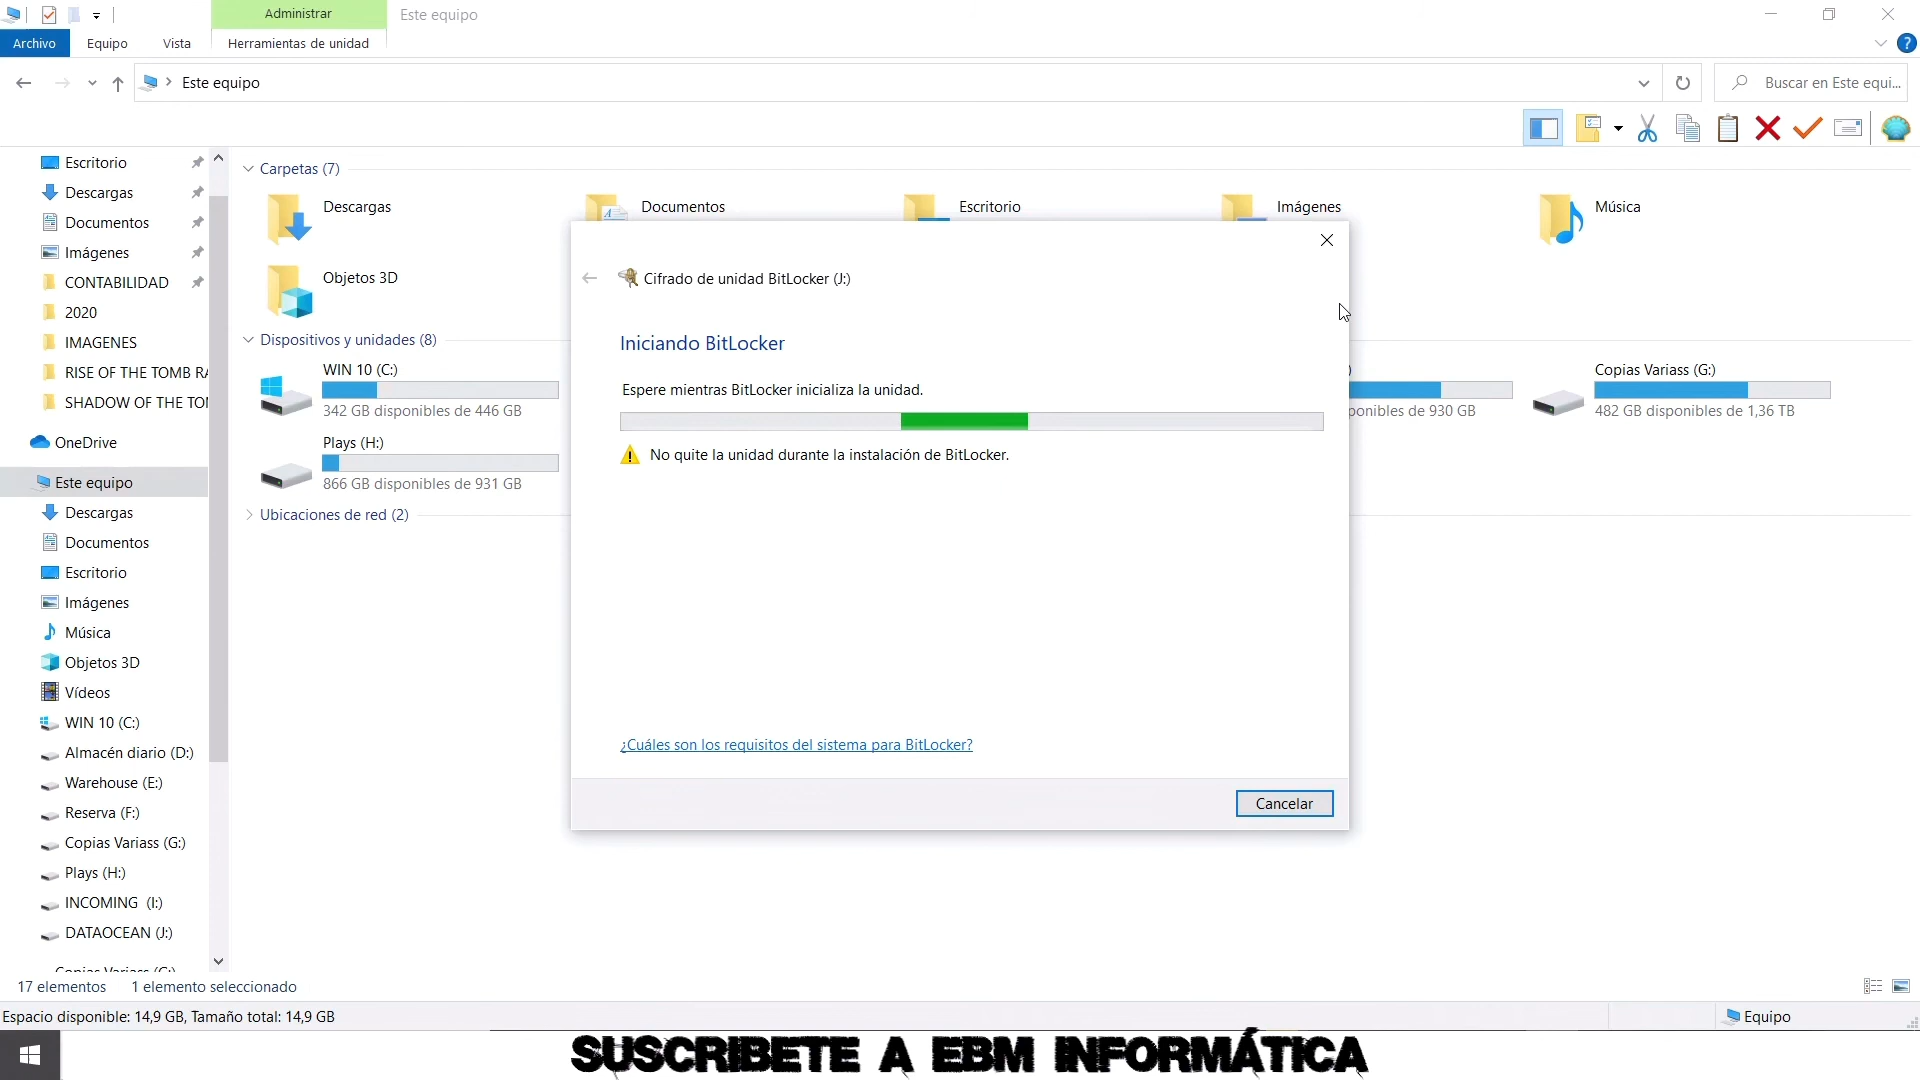 Administrar
Este equipo
Archivo
Equipo
Vista
Herramientas de unidad
Este equipo
Buscar en Este equi...
Escritorio
Descargas
Documentos
Imágenes
CONTABILIDAD
2020
IMAGENES
RISE OF THE TOMB RA
SHADOW OF THE TO
OneDrive
Este equipo
Descargas
Documentos
Escritorio
Imágenes
Música
Objetos 3D
Vídeos
WIN 10 (C:)
Almacén diario (D:)
Warehouse (E:)
Reserva (F:)
Copias Variass (G:)
Plays (H:)
INCOMING (I:)
DATAOCEAN (J:)
Copias Variass (G:)
Carpetas (7)
Descargas
Documentos
Escritorio
Imágenes
Música
Objetos 3D
Dispositivos y unidades (8)
WIN 10 (C:)
342 GB disponibles de 446 GB
ponibles de 930 GB
Copias Variass (G:)
482 GB disponibles de 1,36 TB
Plays (H:)
866 GB disponibles de 931 GB
Ubicaciones de red (2)
Cifrado de unidad BitLocker (J:)
Iniciando BitLocker
Espere mientras BitLocker inicializa la unidad.
No quite la unidad durante la instalación de BitLocker.
¿Cuáles son los requisitos del sistema para BitLocker?
Cancelar
17 elementos
1 elemento seleccionado
Espacio disponible: 14,9 GB, Tamaño total: 14,9 GB
Equipo
SUSCRIBETE A EBM INFORMÁTICA